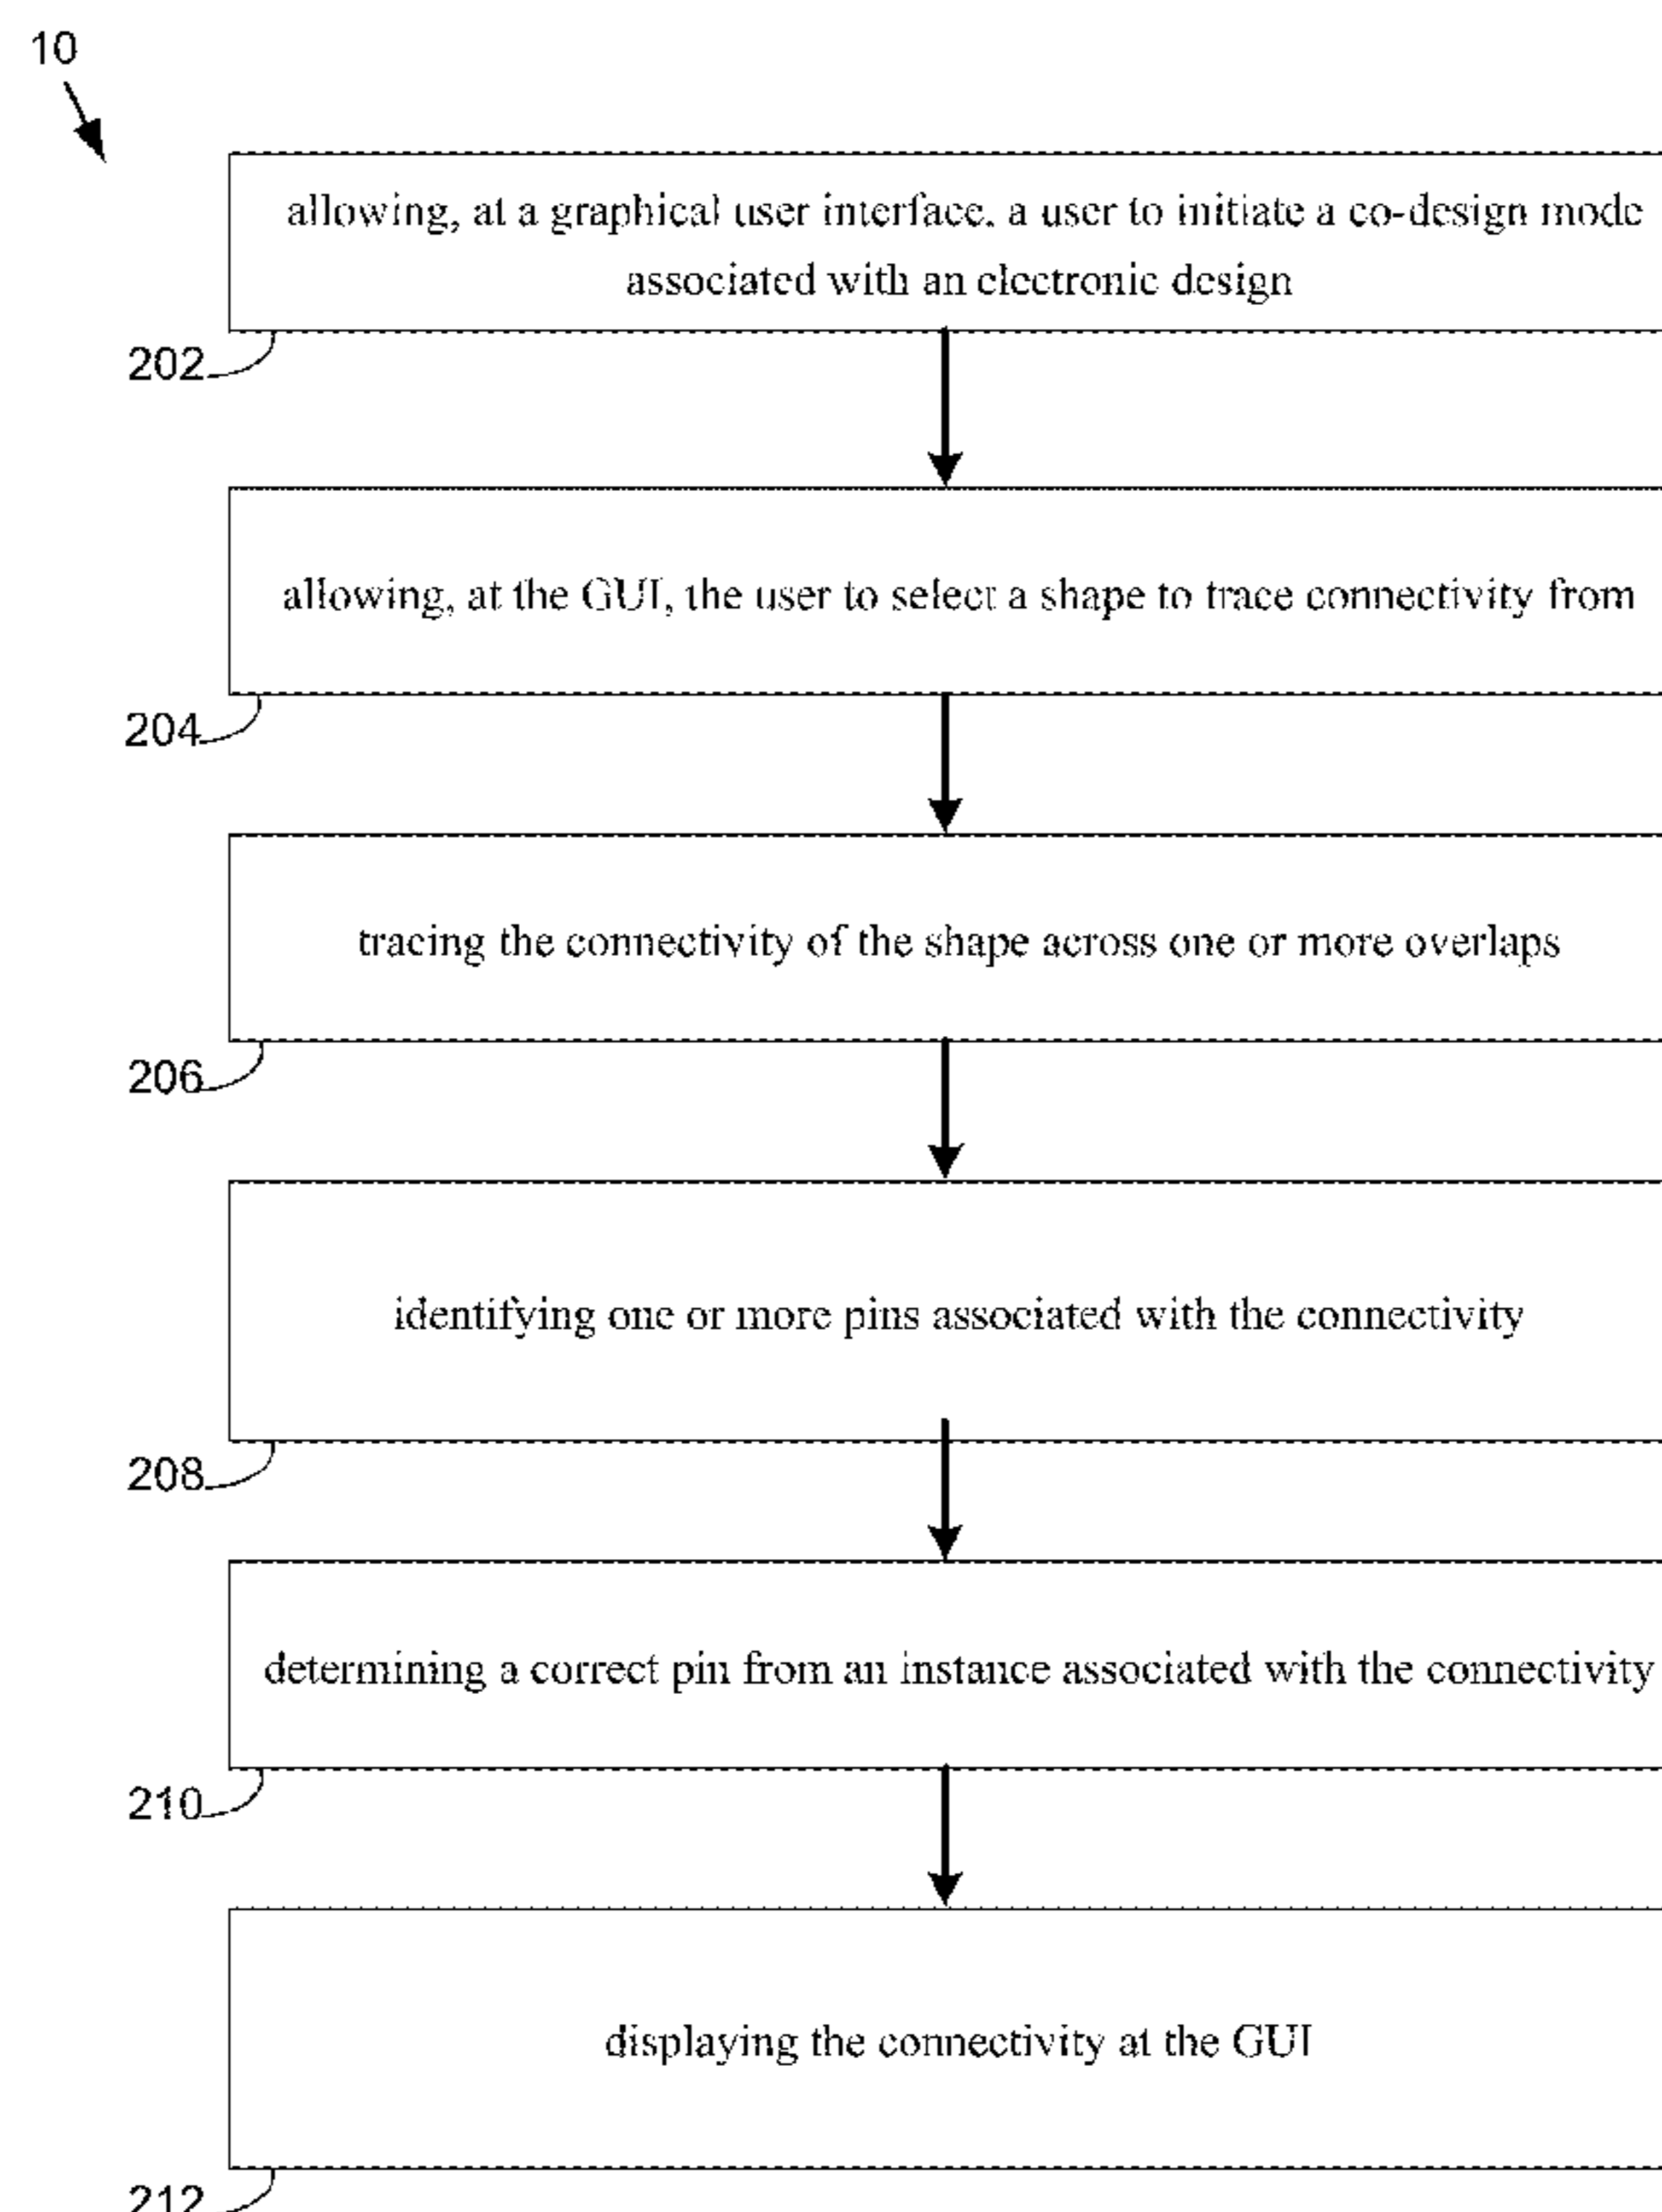 10
allowing, at a graphical user interface, a user to initiate a co-design mode
associated with an electronic design
202
allowing, at the GUI, the user to select a shape to trace connectivity from
204
tracing the connectivity of the shape across one or more overlaps
206
identifying one or more pins associated with the connectivity
208
determining a correct pin from an instance associated with the connectivity
210
displaying the connectivity at the GUI
212